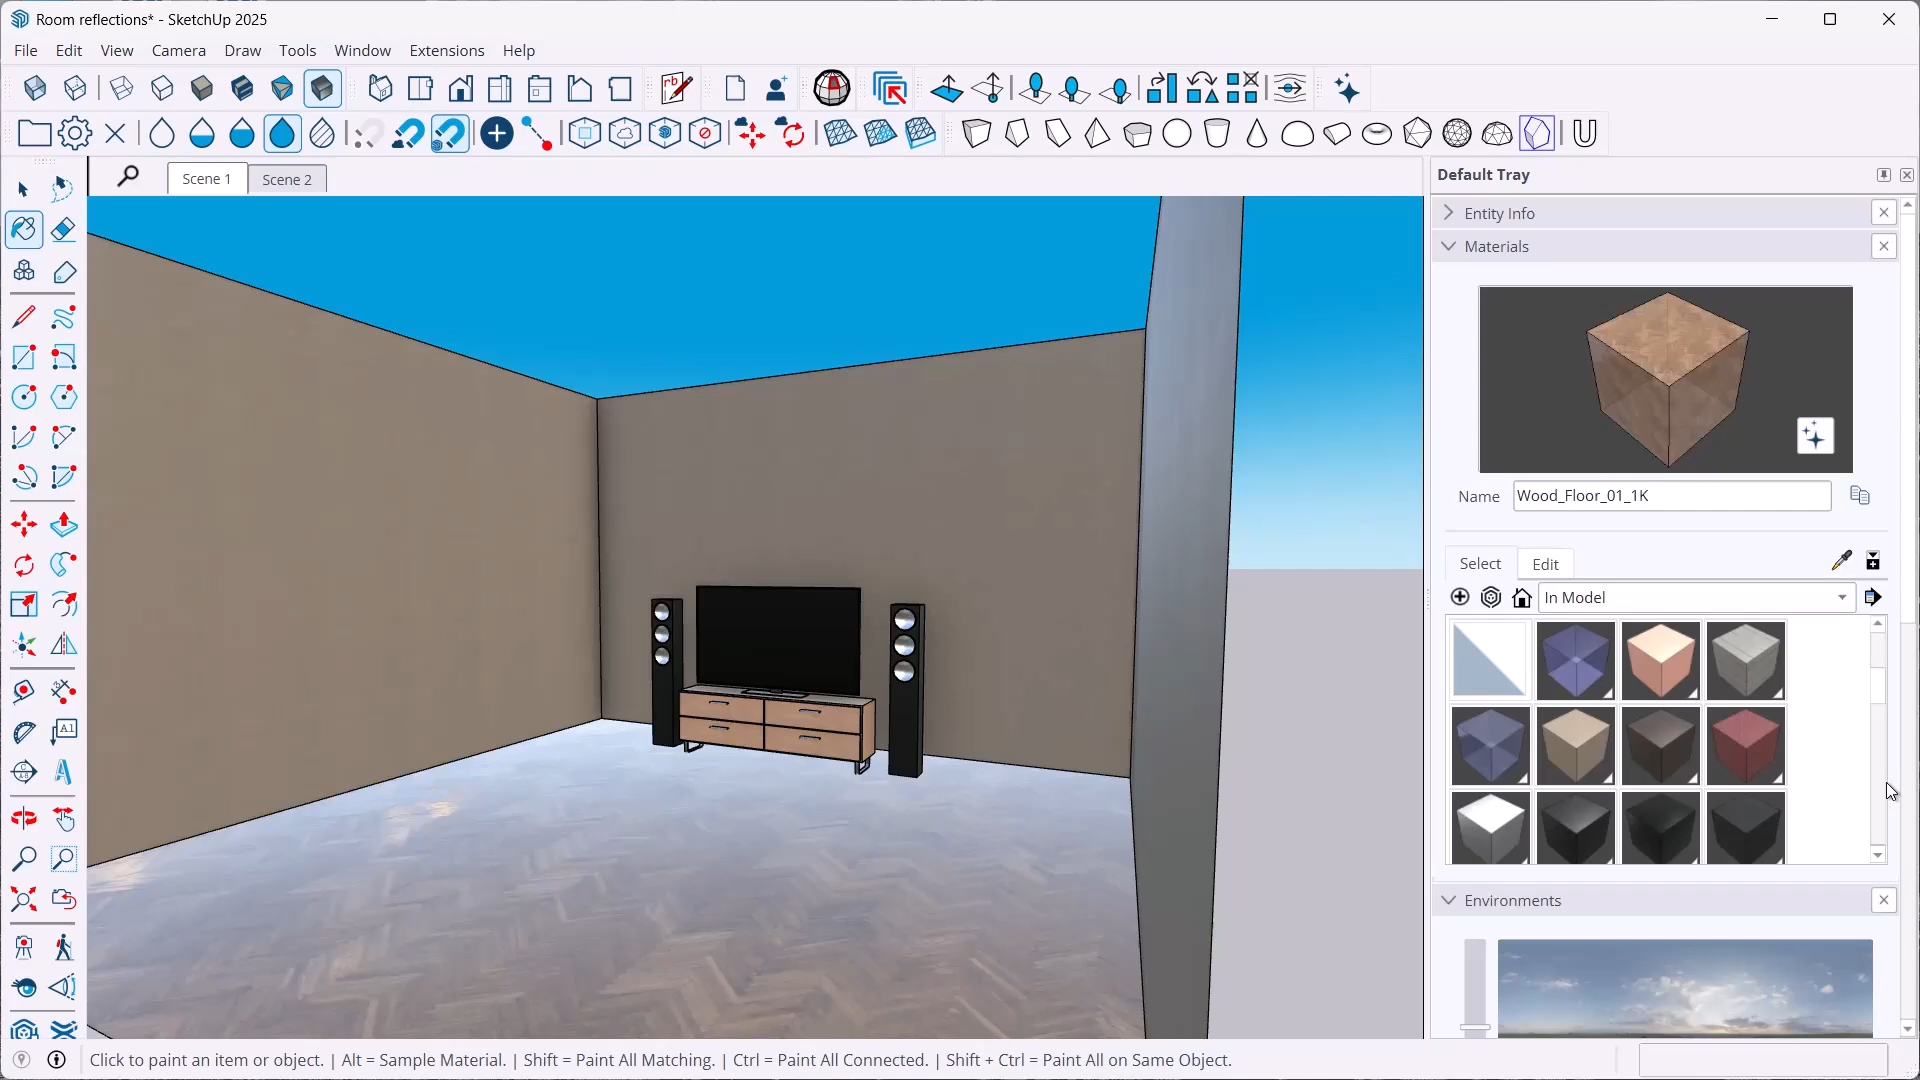 Room reflections* - SketchUp 2025
File Edit View Camera Draw Tools Window Extensions Help
rb
Scene 1 Scene 2
Default Tray
Entity Info
Materials
Name Wood_Floor_01_1K
Select Edit
In Model
A1
Environments
Click to paint an item or object. | Alt = Sample Material. | Shift = Paint All Matching. | Ctrl = Paint All Connected. | Shift + Ctrl = Paint All on Same Object.